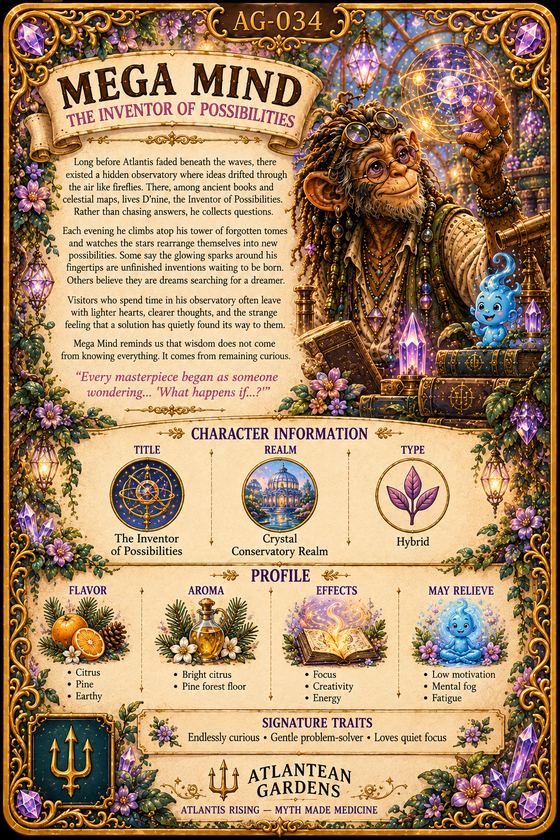 AG-034
MEGA MIND
THE INVENTOR OF POSSIBILITIES
Long before Atlantis faded beneath the waves, there
existed a hidden observatory where ideas drifted through
the air like fireflies. There, among ancient books and
celestial maps, lives D'nine, the Inventor of Possibilities.
Rather than chasing answers, he collects questions.
Each evening he climbs atop his tower of forgotten tomes
and watches the stars rearrange themselves into new
possibilities. Some say the glowing sparks around his
fingertips are unfinished inventions waiting to be born.
Others believe they are dreams searching for a dreamer.
Visitors who spend time in his observatory often leave
with lighter hearts, clearer thoughts, and the strange
feeling that a solution has quietly found its way to them.
Mega Mind reminds us that wisdom does not come
from knowing everything. It comes from remaining curious.
“Every masterpiece began as someone
wondering... 'What happens if...?'”
CHARACTER INFORMATION
TITLE
The Inventor
of Possibilities
REALM
Crystal
Conservatory Realm
TYPE
Hybrid
PROFILE
FLAVOR
• Citrus
• Pine
• Earthy
AROMA
• Bright citrus
• Pine forest floor
EFFECTS
• Focus
• Creativity
• Energy
MAY RELIEVE
• Low motivation
• Mental fog
• Fatigue
SIGNATURE TRAITS
Endlessly curious • Gentle problem-solver • Loves quiet focus
ATLANTEAN
GARDENS
ATLANTIS RISING — MYTH MADE MEDICINE